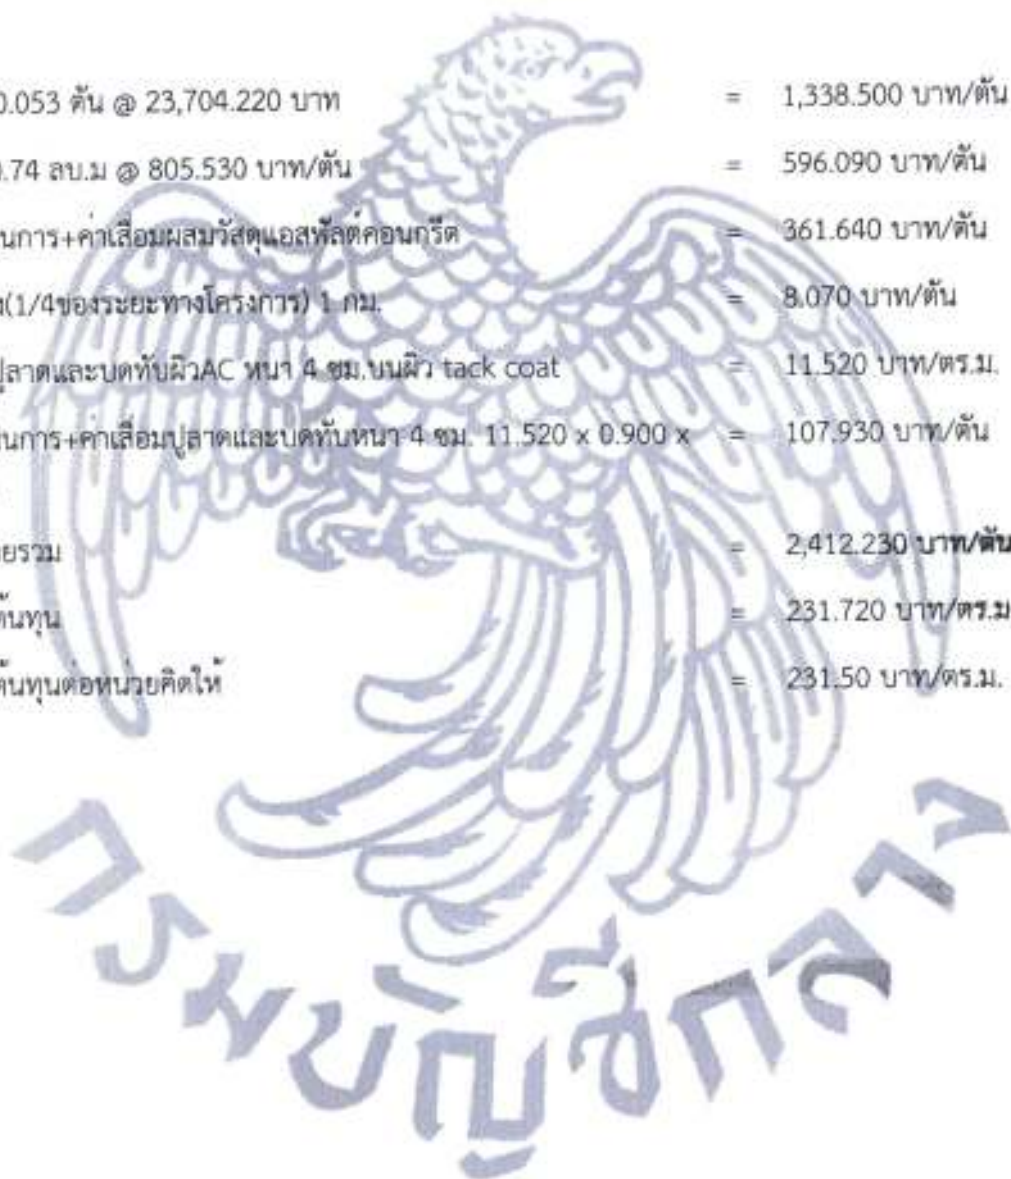 0.053 ตัน @ 23,704.220 บาท = 1,338.500 บาท/ตัน
0.74 ลบ.ม @ 805.530 บาท/ตัน = 596.090 บาท/ตัน
นการ+ค่าเสื่อมผสมวัสดุแอสฟัลต์คอนกรีต = 361.640 บาท/ตัน
(1/4ของระยะทางโครงการ) 1 กม. = 8.070 บาท/ตัน
ปูลาดและบดทับผิวAC หนา 4 ซม.บนผิว tack coat = 11.520 บาท/ตร.ม.
นการ+ค่าเสื่อมปูลาดและบดทับหนา 4 ซม. 11.520 x 0.900 x = 107.930 บาท/ตัน
ยรวม = 2,412.230 บาท/ตัน
ต้นทุน = 231.720 บาท/ตร.ม
ต้นทุนต่อหน่วยคิดให้ = 231.50 บาท/ตร.ม.
กรมบัญชีกลาง